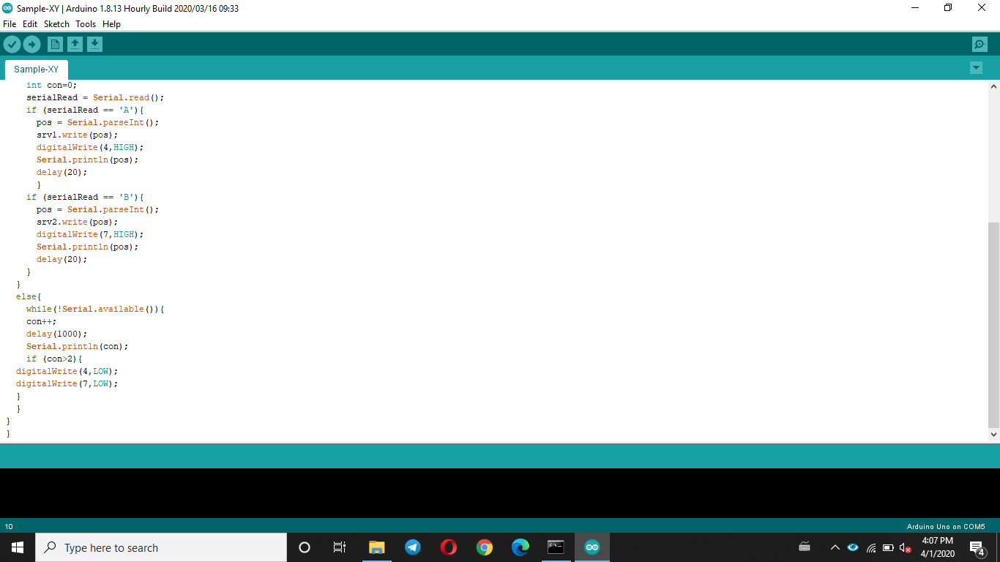 Sample-XY | Arduino 1.8.13 Hourly Build 2020/03/16 09:33
File Edit Sketch Tools Help
Sample-XY
int con=0;
serialRead = Serial.read();
if (serialRead == 'A'){
pos = Serial.parseInt();
srv1.write(pos);
digitalWrite(4,HIGH);
Serial.println(pos);
delay(20);
}
if (serialRead == 'B'){
pos = Serial.parseInt();
srv2.write(pos);
digitalWrite(7,HIGH);
Serial.println(pos);
delay(20);
}
}
else{
while(!Serial.available()){
con++;
delay(1000);
Serial.println(con);
if (con>2){
digitalWrite(4,LOW);
digitalWrite(7,LOW);
}
}
}
}
10
Arduino Uno on COM5
Type here to search
4:07 PM
4/1/2020
4